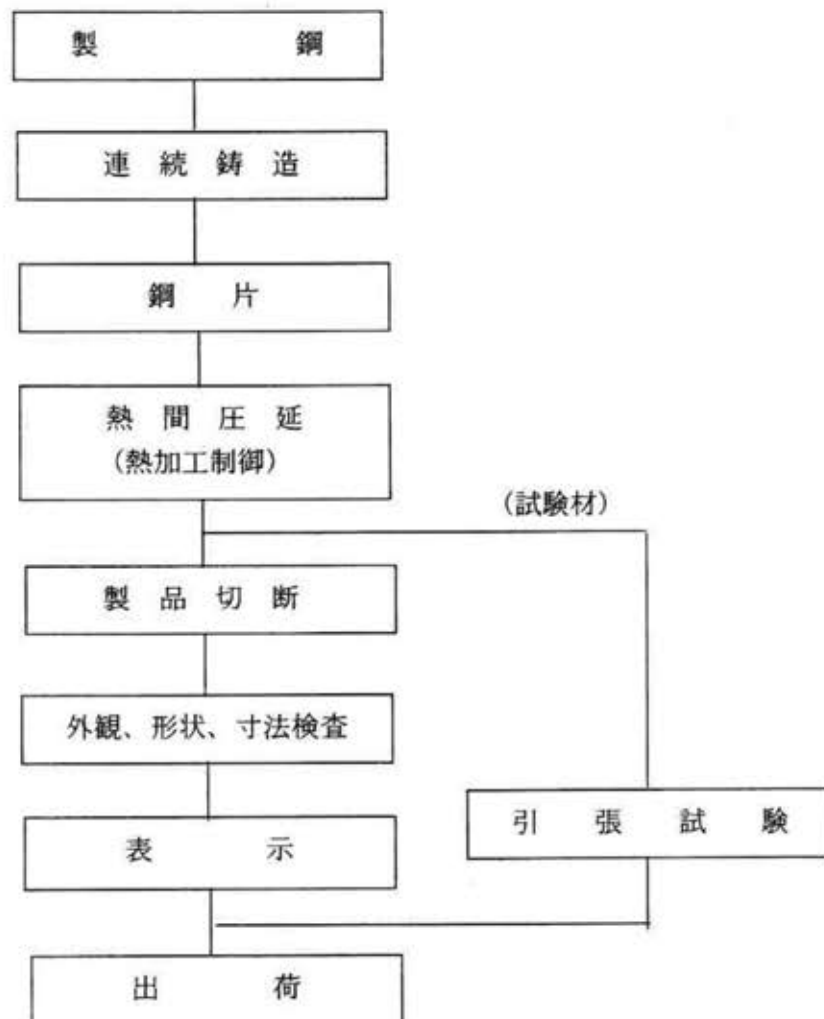 製鋼
連続鋳造
鋼片
熱間圧延
(熱加工制御)
(試験材)
製品切断
外観、形状、寸法検査
引張試験
表示
出荷